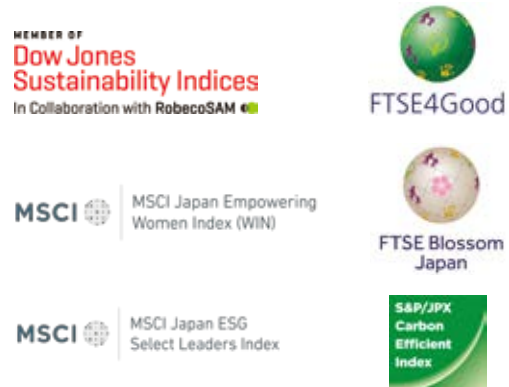 MEMBER OF
Dow Jones
Sustainability Indices
In Collaboration with RobecoSAM
FTSE4Good
MSCI
MSCI Japan Empowering
Women Index (WIN)
FTSE Blossom
Japan
MSCI
MSCI Japan ESG
Select Leaders Index
S&P/JPX
Carbon
Efficient
Index